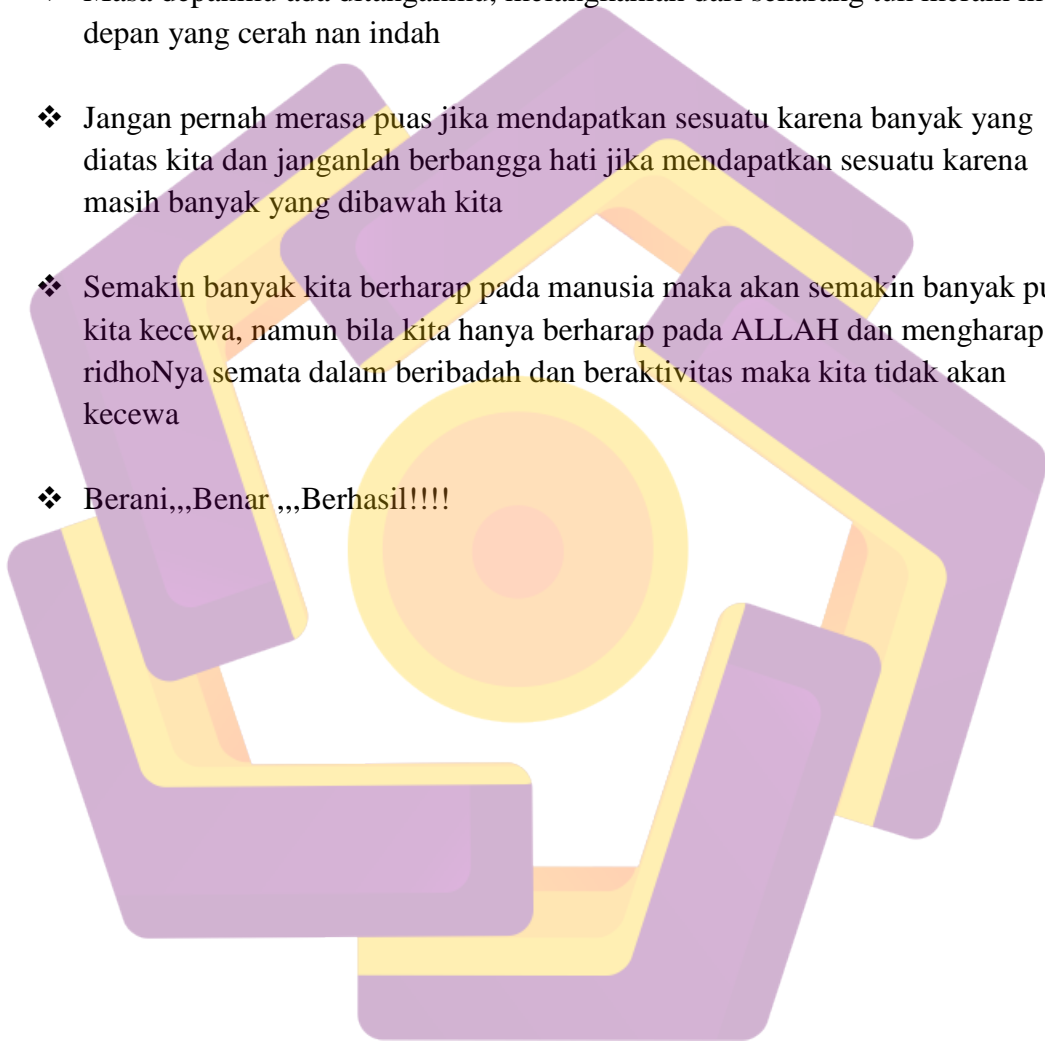 depan yang cerah nan indah
❖ Jangan pernah merasa puas jika mendapatkan sesuatu karena banyak yang
diatas kita dan janganlah berbangga hati jika mendapatkan sesuatu karena
masih banyak yang dibawah kita
❖ Semakin banyak kita berharap pada manusia maka akan semakin banyak pu
kita kecewa, namun bila kita hanya berharap pada ALLAH dan mengharap
ridhoNya semata dalam beribadah dan beraktivitas maka kita tidak akan
kecewa
❖ Berani,,,Benar ,,,Berhasil!!!!